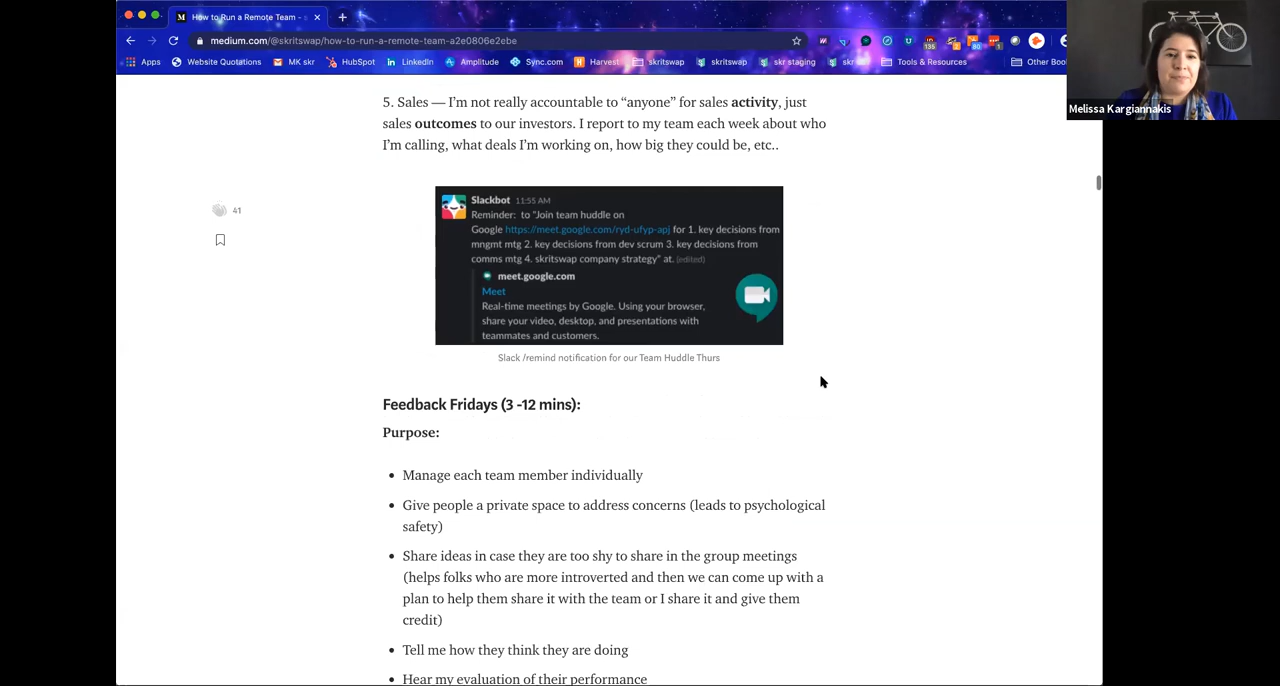 How to Run a Remote Team -
medium.com/@skritswap/how-to-run-a-remote-team-a2e0806e2ebe
Apps Website Quotations MK skr HubSpot LinkedIn Amplitude Sync.com Harvest skritswap skritswap skr staging Tools & Resources
Melissa Kargiannakis
5. Sales — I’m not really accountable to “anyone” for sales activity, just
sales outcomes to our investors. I report to my team each week about who
I’m calling, what deals I’m working on, how big they could be, etc..
41
Slackbot 11:55 AM
Reminder: to "Join team huddle on
Google https://meet.google.com/ryd-ufyp-apj for 1. key decisions from
mngmt mtg 2. key decisions from dev scrum 3. key decisions from
comms mtg 4. skritswap company strategy" at. (edited)
meet.google.com
Meet
Real-time meetings by Google. Using your browser,
share your video, desktop, and presentations with
teammates and customers.
Slack /remind notification for our Team Huddle Thurs
Feedback Fridays (3 -12 mins):
Purpose:
• Manage each team member individually
• Give people a private space to address concerns (leads to psychological
safety)
• Share ideas in case they are too shy to share in the group meetings
(helps folks who are more introverted and then we can come up with a
plan to help them share it with the team or I share it and give them
credit)
• Tell me how they think they are doing
• Hear my evaluation of their performance